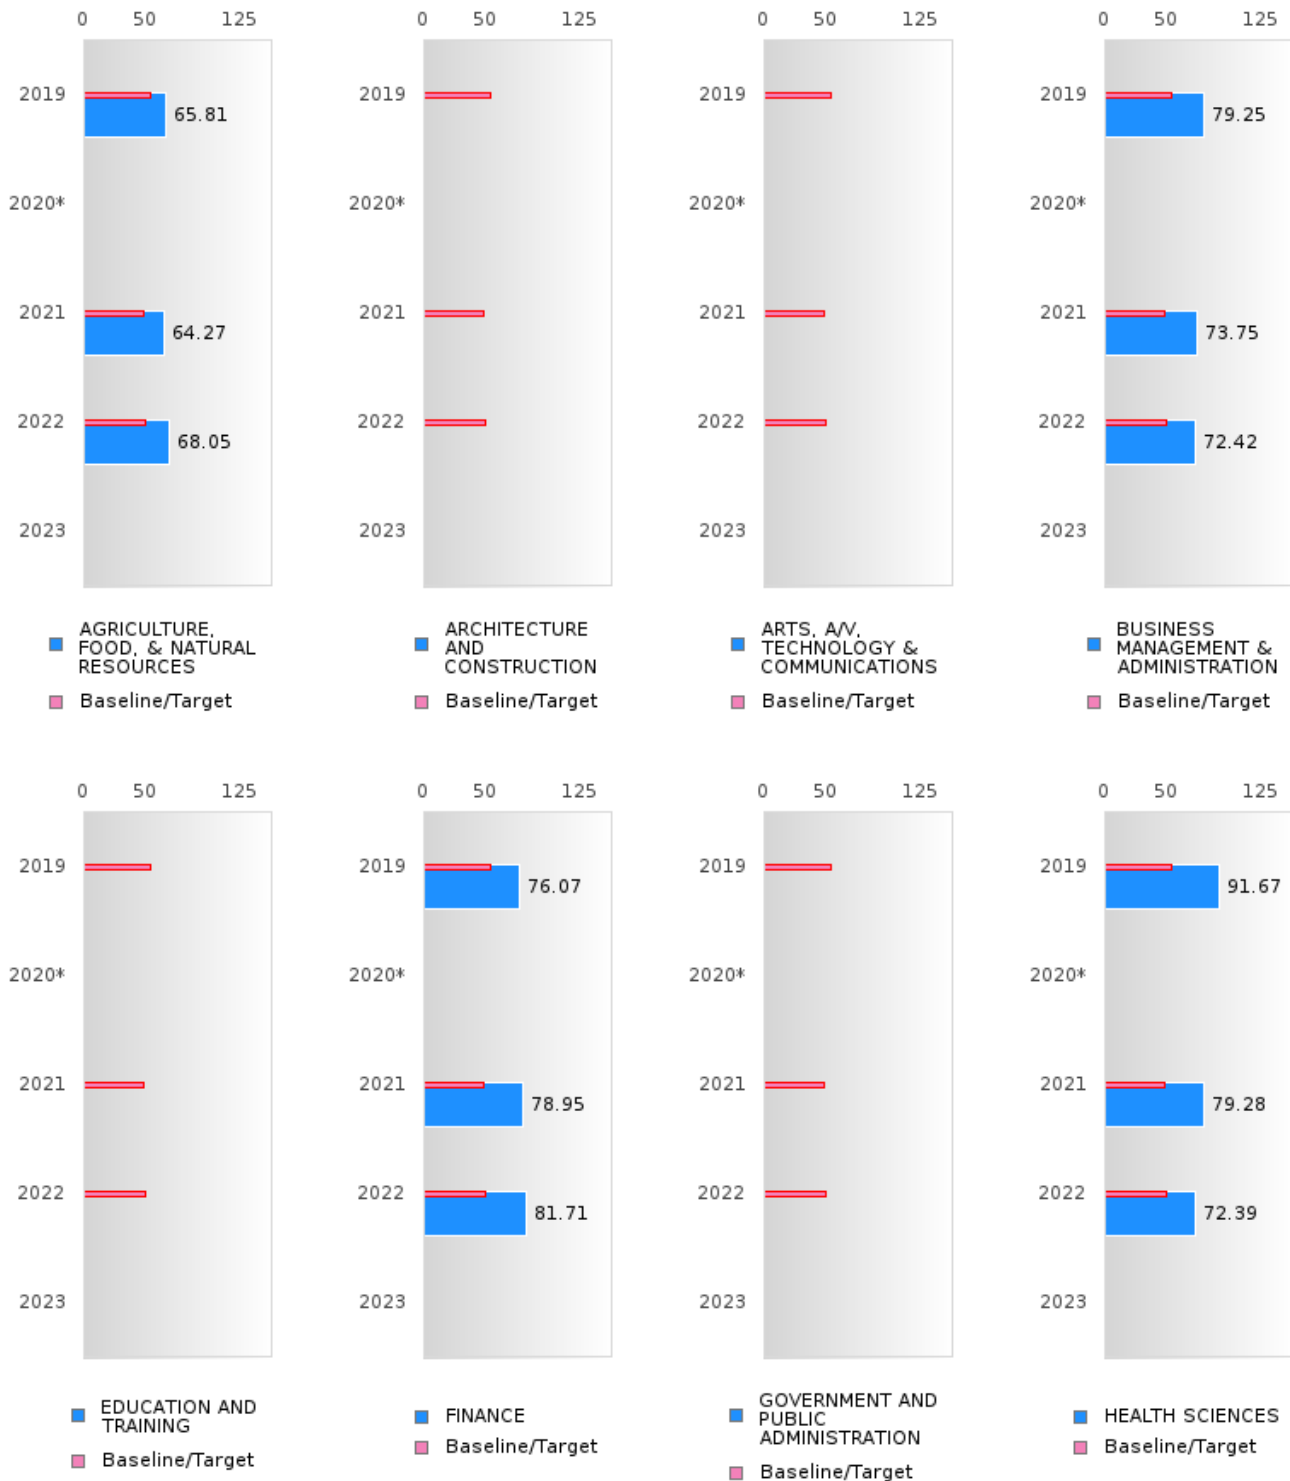 0 50 125
2019
65.81
2020*
2021
64.27
2022
68.05
2023
AGRICULTURE,
FOOD, & NATURAL
RESOURCES
Baseline/Target
0 50 125
2019
2020*
2021
2022
2023
ARCHITECTURE
AND
CONSTRUCTION
Baseline/Target
0 50 125
2019
2020*
2021
2022
2023
ARTS, A/V,
TECHNOLOGY &
COMMUNICATIONS
Baseline/Target
0 50 125
2019
79.25
2020*
2021
73.75
2022
72.42
2023
BUSINESS
MANAGEMENT &
ADMINISTRATION
Baseline/Target
0 50 125
2019
2020*
2021
2022
2023
EDUCATION AND
TRAINING
Baseline/Target
0 50 125
2019
76.07
2020*
2021
78.95
2022
81.71
2023
FINANCE
Baseline/Target
0 50 125
2019
2020*
2021
2022
2023
GOVERNMENT AND
PUBLIC
ADMINISTRATION
Baseline/Target
0 50 125
2019
91.67
2020*
2021
79.28
2022
72.39
2023
HEALTH SCIENCES
Baseline/Target